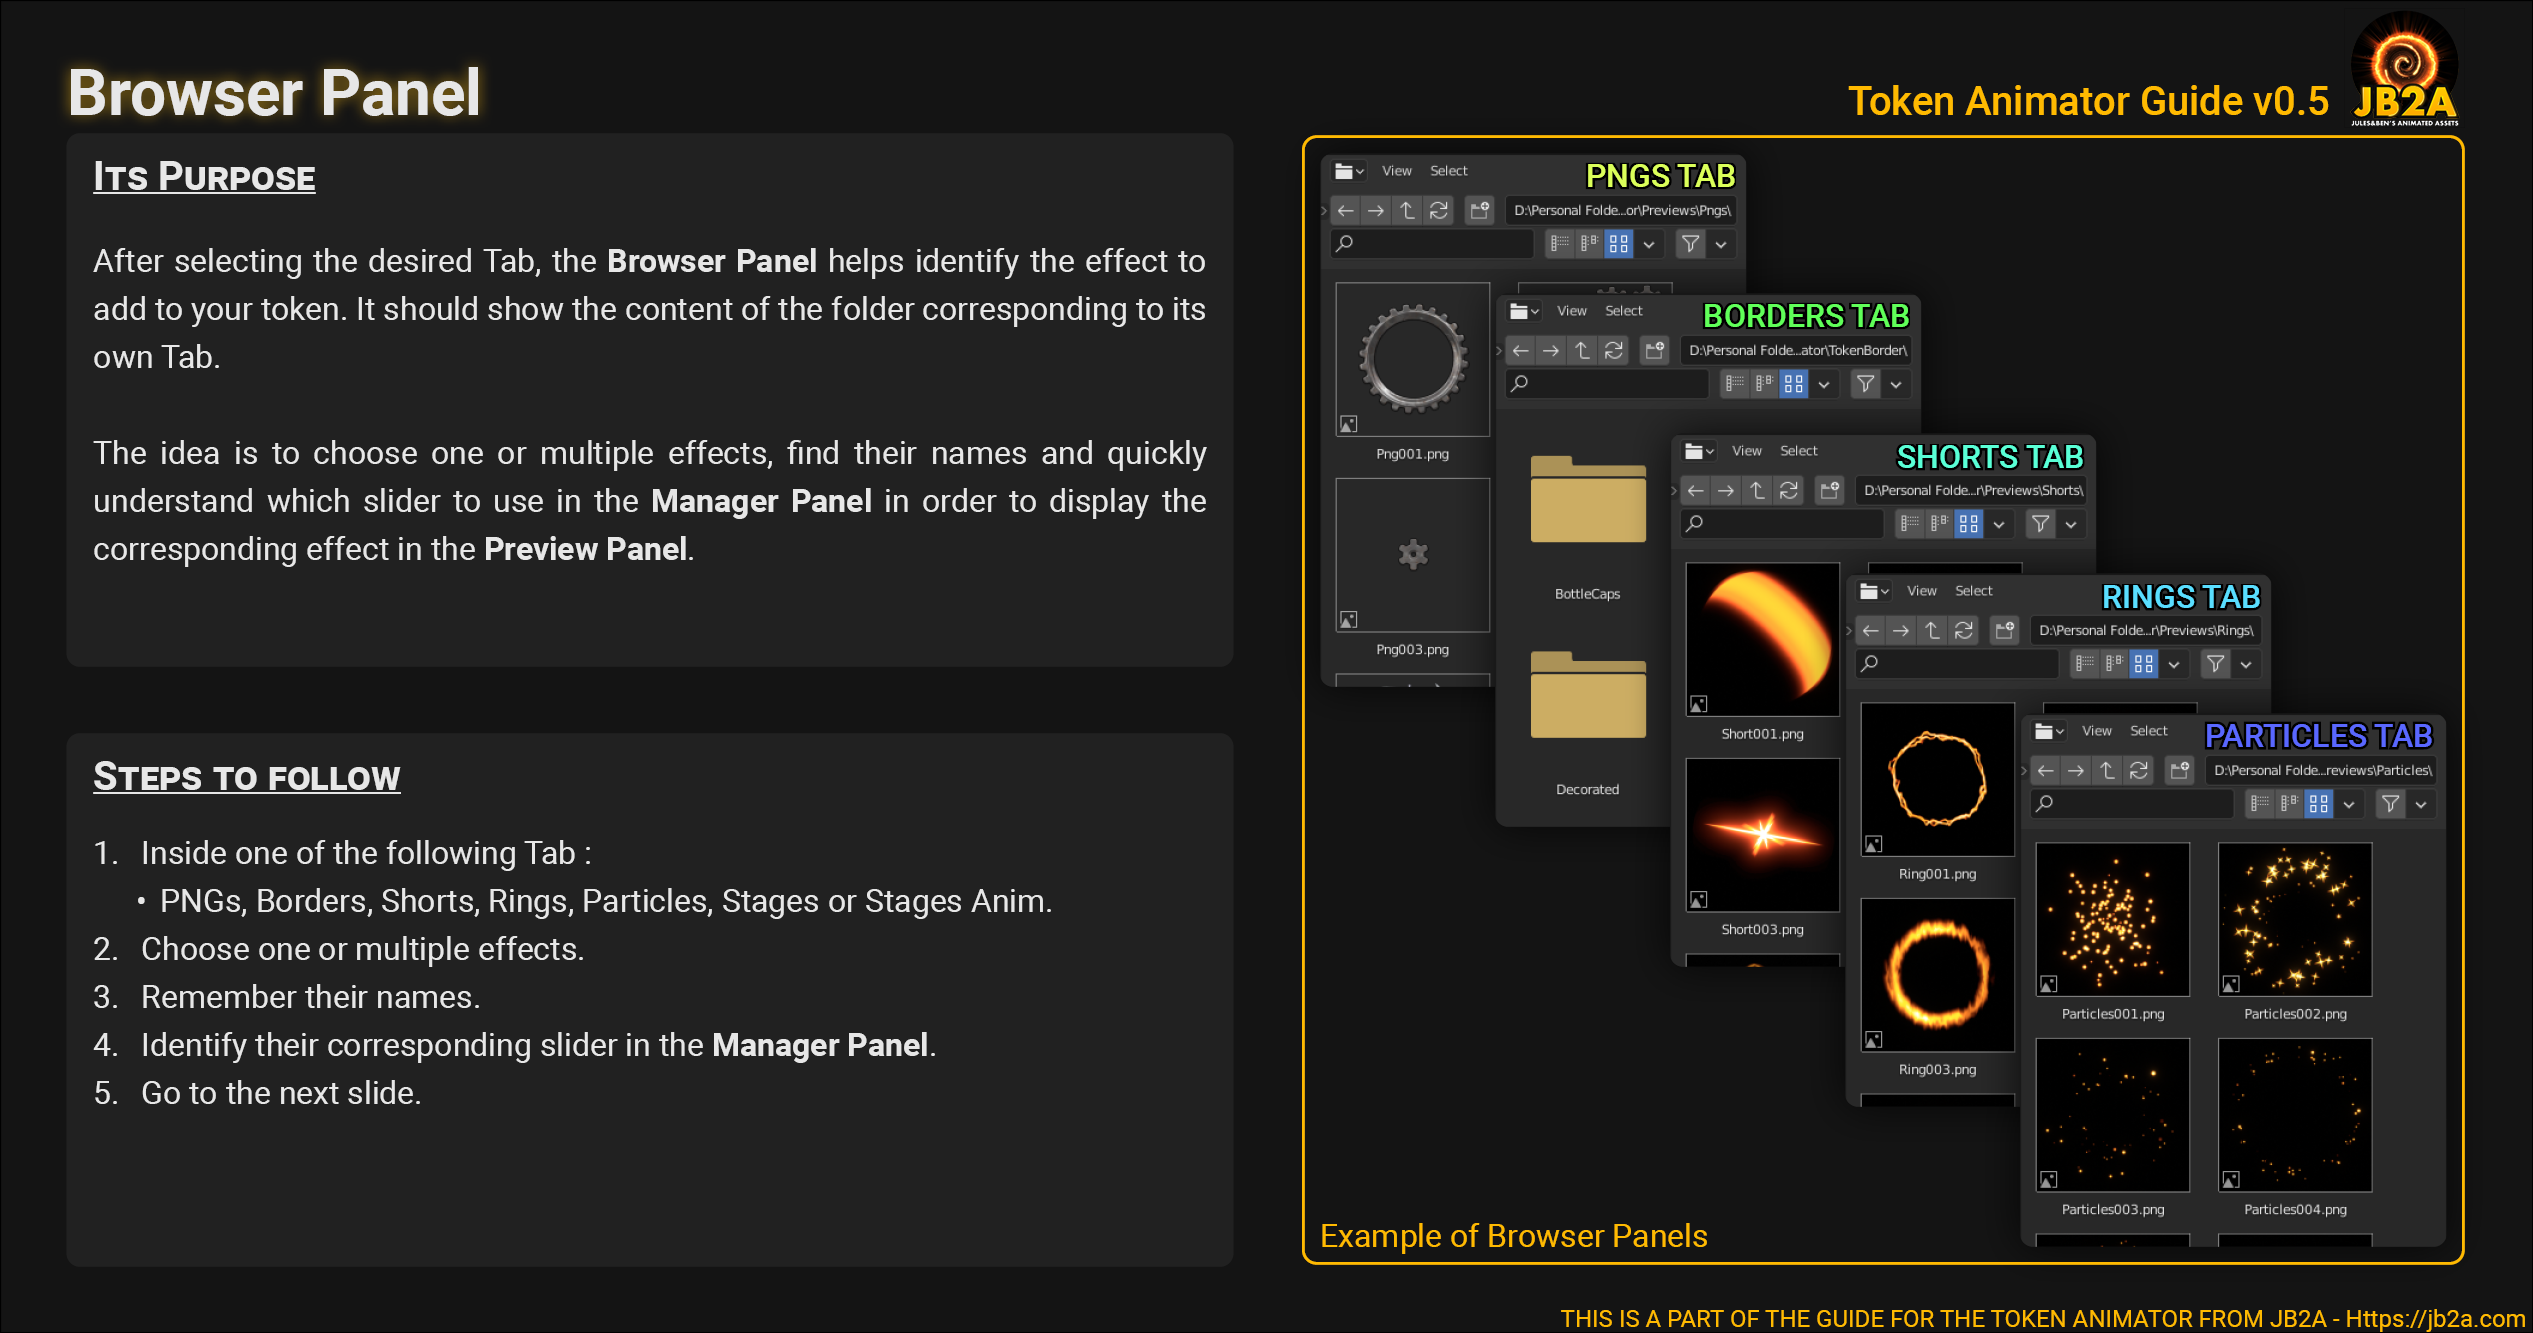 Browser Panel
Token Animator Guide v0.5
JB2A
JULES&BEN'S ANIMATED ASSETS
Its Purpose
After selecting the desired Tab, the Browser Panel helps identify the effect to
add to your token. It should show the content of the folder corresponding to its
own Tab.
The idea is to choose one or multiple effects, find their names and quickly
understand which slider to use in the Manager Panel in order to display the
corresponding effect in the Preview Panel.
Steps to follow
1. Inside one of the following Tab :
• PNGs, Borders, Shorts, Rings, Particles, Stages or Stages Anim.
2. Choose one or multiple effects.
3. Remember their names.
4. Identify their corresponding slider in the Manager Panel.
5. Go to the next slide.
View Select PNGS TAB
D:\Personal Folde...or\Previews\Pngs\
Png001.png
Png003.png
View Select BORDERS TAB
D:\Personal Folde...ator\TokenBorder\
BottleCaps
Decorated
View Select SHORTS TAB
D:\Personal Folde...r\Previews\Shorts\
Short001.png
Short003.png
View Select RINGS TAB
D:\Personal Folde...r\Previews\Rings\
Ring001.png
Ring003.png
View Select PARTICLES TAB
D:\Personal Folde...reviews\Particles\
Particles001.png Particles002.png
Particles003.png Particles004.png
Example of Browser Panels
THIS IS A PART OF THE GUIDE FOR THE TOKEN ANIMATOR FROM JB2A - Https://jb2a.com